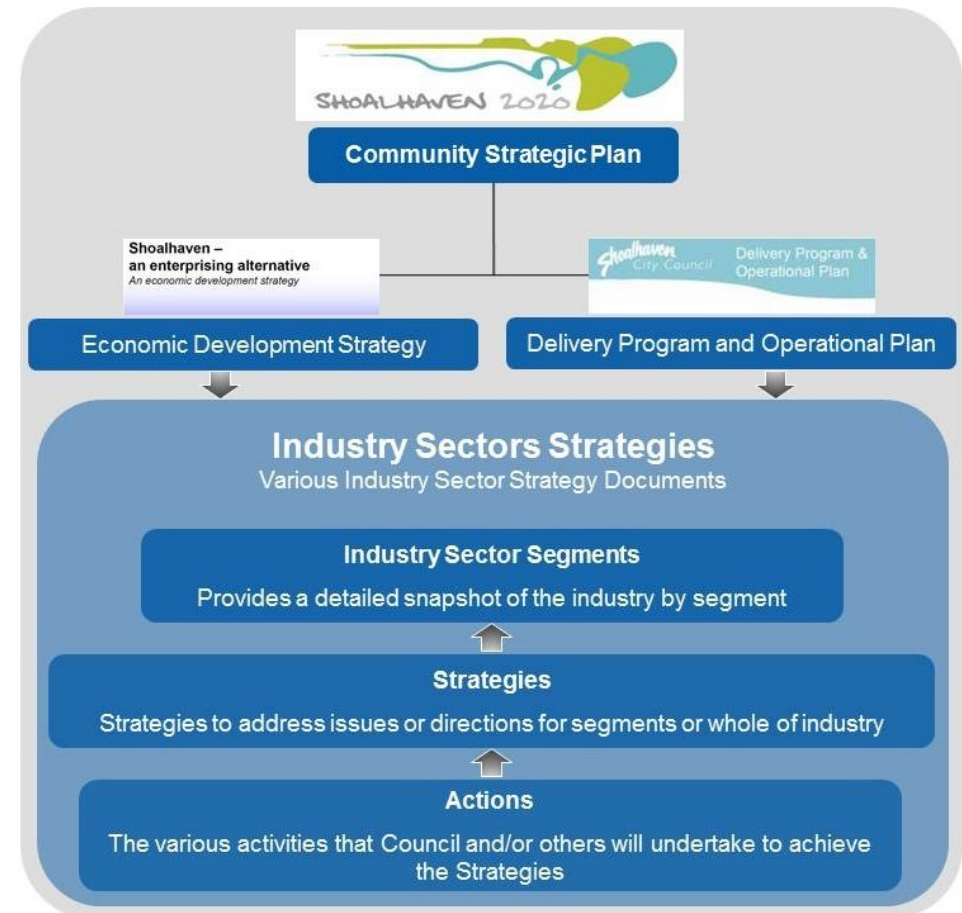 SHOALHAVEN 2020
Community Strategic Plan
Shoalhaven –
an enterprising alternative
An economic development strategy
Shoalhaven
City Council
Delivery Program &
Operational Plan
Economic Development Strategy
Delivery Program and Operational Plan
Industry Sectors Strategies
Various Industry Sector Strategy Documents
Industry Sector Segments
Provides a detailed snapshot of the industry by segment
Strategies
Strategies to address issues or directions for segments or whole of industry
Actions
The various activities that Council and/or others will undertake to achieve
the Strategies